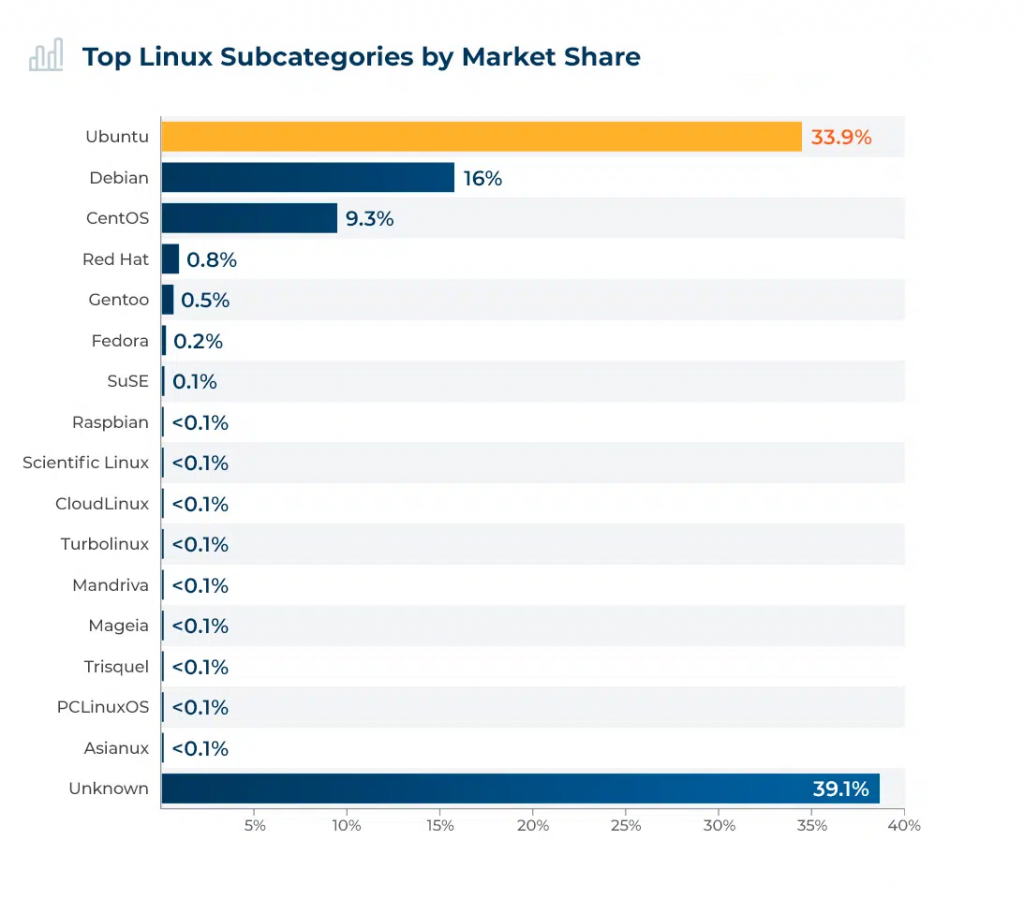 Top Linux Subcategories by Market Share
Ubuntu 33.9%
Debian 16%
CentOS 9.3%
Red Hat 0.8%
Gentoo 0.5%
Fedora 0.2%
SuSE 0.1%
Raspbian <0.1%
Scientific Linux <0.1%
CloudLinux <0.1%
Turbolinux <0.1%
Mandriva <0.1%
Mageia <0.1%
Trisquel <0.1%
PCLinuxOS <0.1%
Asianux <0.1%
Unknown 39.1%
5% 10% 15% 20% 25% 30% 35% 40%